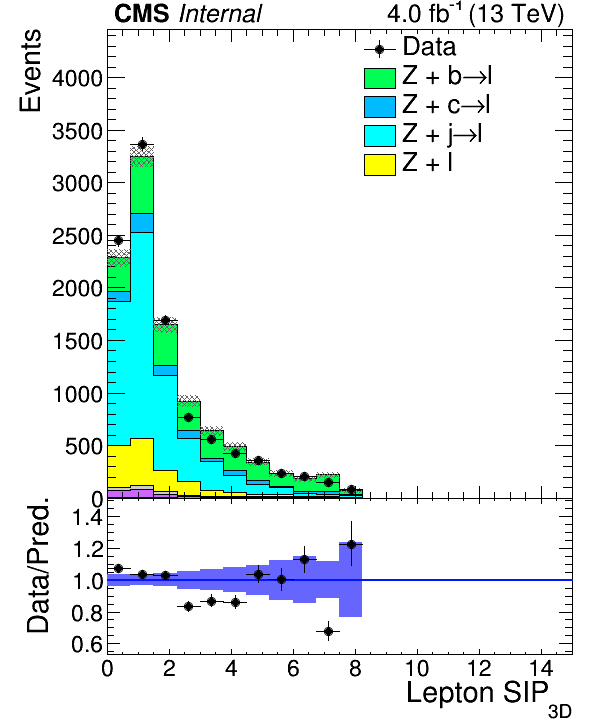 CMS Internal 4.0 fb⁻¹ (13 TeV)
Events
4000
3500
3000
2500
2000
1500
1000
500
0
Data
Z + b→l
Z + c→l
Z + j→l
Z + l
Data/Pred.
1.4
1.2
1.0
0.8
0.6
0 2 4 6 8 10 12 14
Lepton SIP₃D